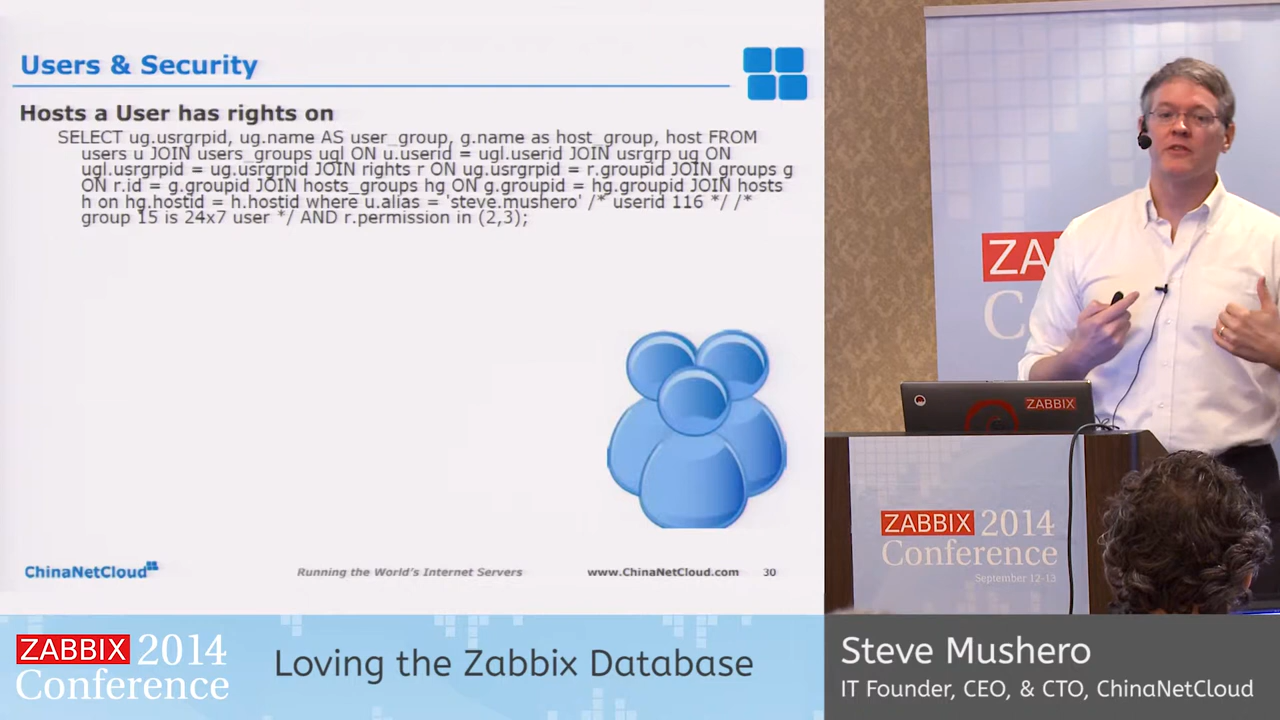 Users & Security
Hosts a User has rights on
SELECT ug.usrgrpid, ug.name AS user_group, g.name as host_group, host FROM
users u JOIN users_groups ugl ON u.userid = ugl.userid JOIN usrgrp ug ON
ugl.usrgrpid = ug.usrgrpid JOIN rights r ON ug.usrgrpid = r.groupid JOIN groups g
ON r.id = g.groupid JOIN hosts_groups hg ON g.groupid = hg.groupid JOIN hosts
h on hg.hostid = h.hostid where u.alias = 'steve.mushero' /* userid 116 */ /*
group 15 is 24x7 user */ AND r.permission in (2,3);
ChinaNetCloud
Running the World's Internet Servers
www.ChinaNetCloud.com
30
ZA
C
ZABBIX
ZABBIX 2014
Conference
September 12-13
ZABBIX 2014
Conference
Loving the Zabbix Database
Steve Mushero
IT Founder, CEO, & CTO, ChinaNetCloud